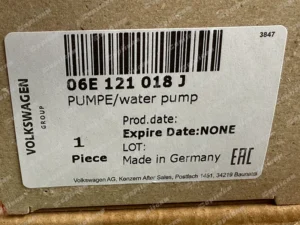 3847
06E 121 018 J
PUMPE/water pump
VOLKSWAGEN
GROUP
Prod.date:
Expire Date:NONE
1
Piece
LOT:
Made in Germany
EAC
Volkswagen AG, Konzern After Sales, Postfach 1451, 34219 Baunatal